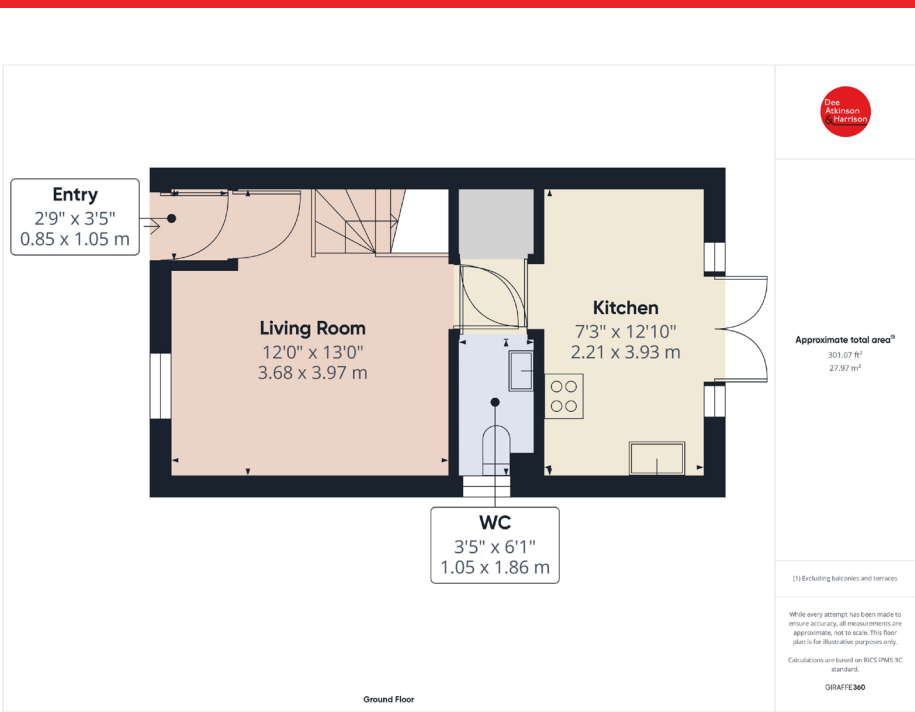 Dee
Atkinson
& Harrison
Entry
2'9" x 3'5"
0.85 x 1.05 m
Living Room
12'0" x 13'0"
3.68 x 3.97 m
Kitchen
7'3" x 12'10"
2.21 x 3.93 m
WC
3'5" x 6'1"
1.05 x 1.86 m
Ground Floor
Approximate total area⁽¹⁾
301.07 ft²
27.97 m²
(1) Excluding balconies and terraces
While every attempt has been made to
ensure accuracy, all measurements are
approximate, not to scale. This floor
plan is for illustrative purposes only.
Calculations are based on RICS IPMS 3C
standard.
GIRAFFE360